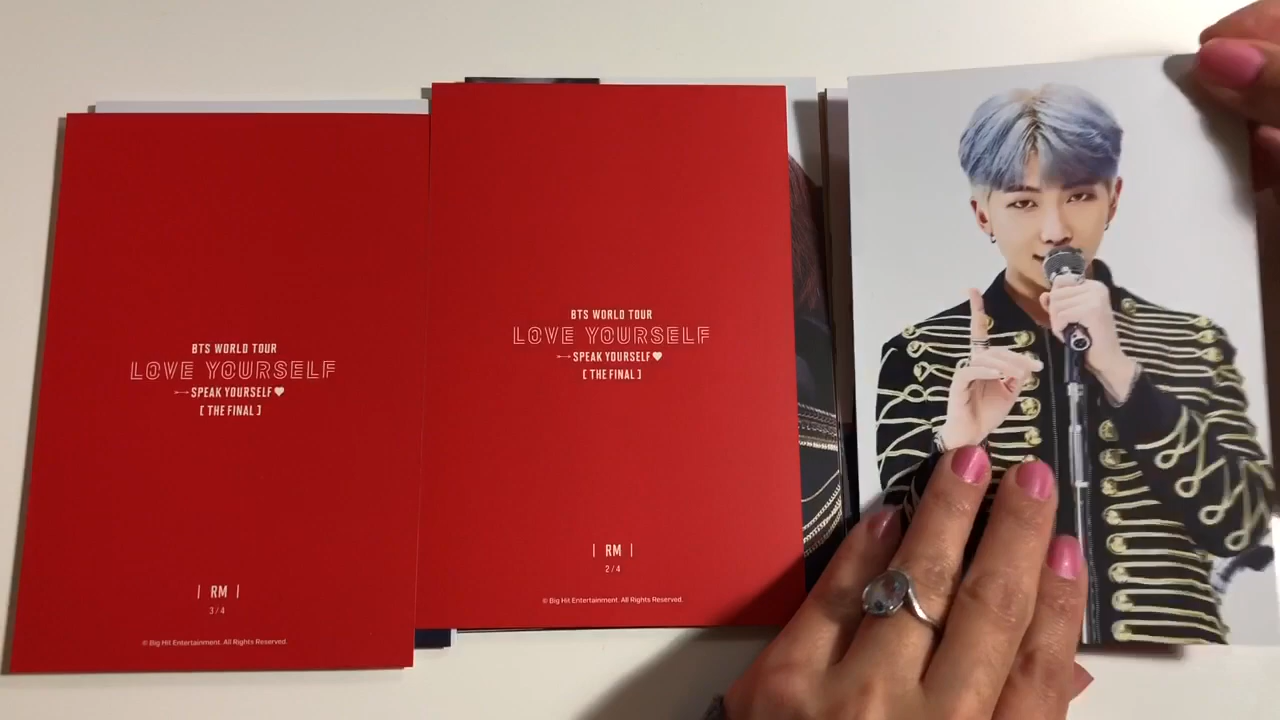 BTS WORLD TOUR
LOVE YOURSELF
SPEAK YOURSELF
[ THE FINAL ]
| RM |
3/4
© Big Hit Entertainment. All Rights Reserved.
BTS WORLD TOUR
LOVE YOURSELF
SPEAK YOURSELF
[ THE FINAL ]
| RM |
2/4
© Big Hit Entertainment. All Rights Reserved.